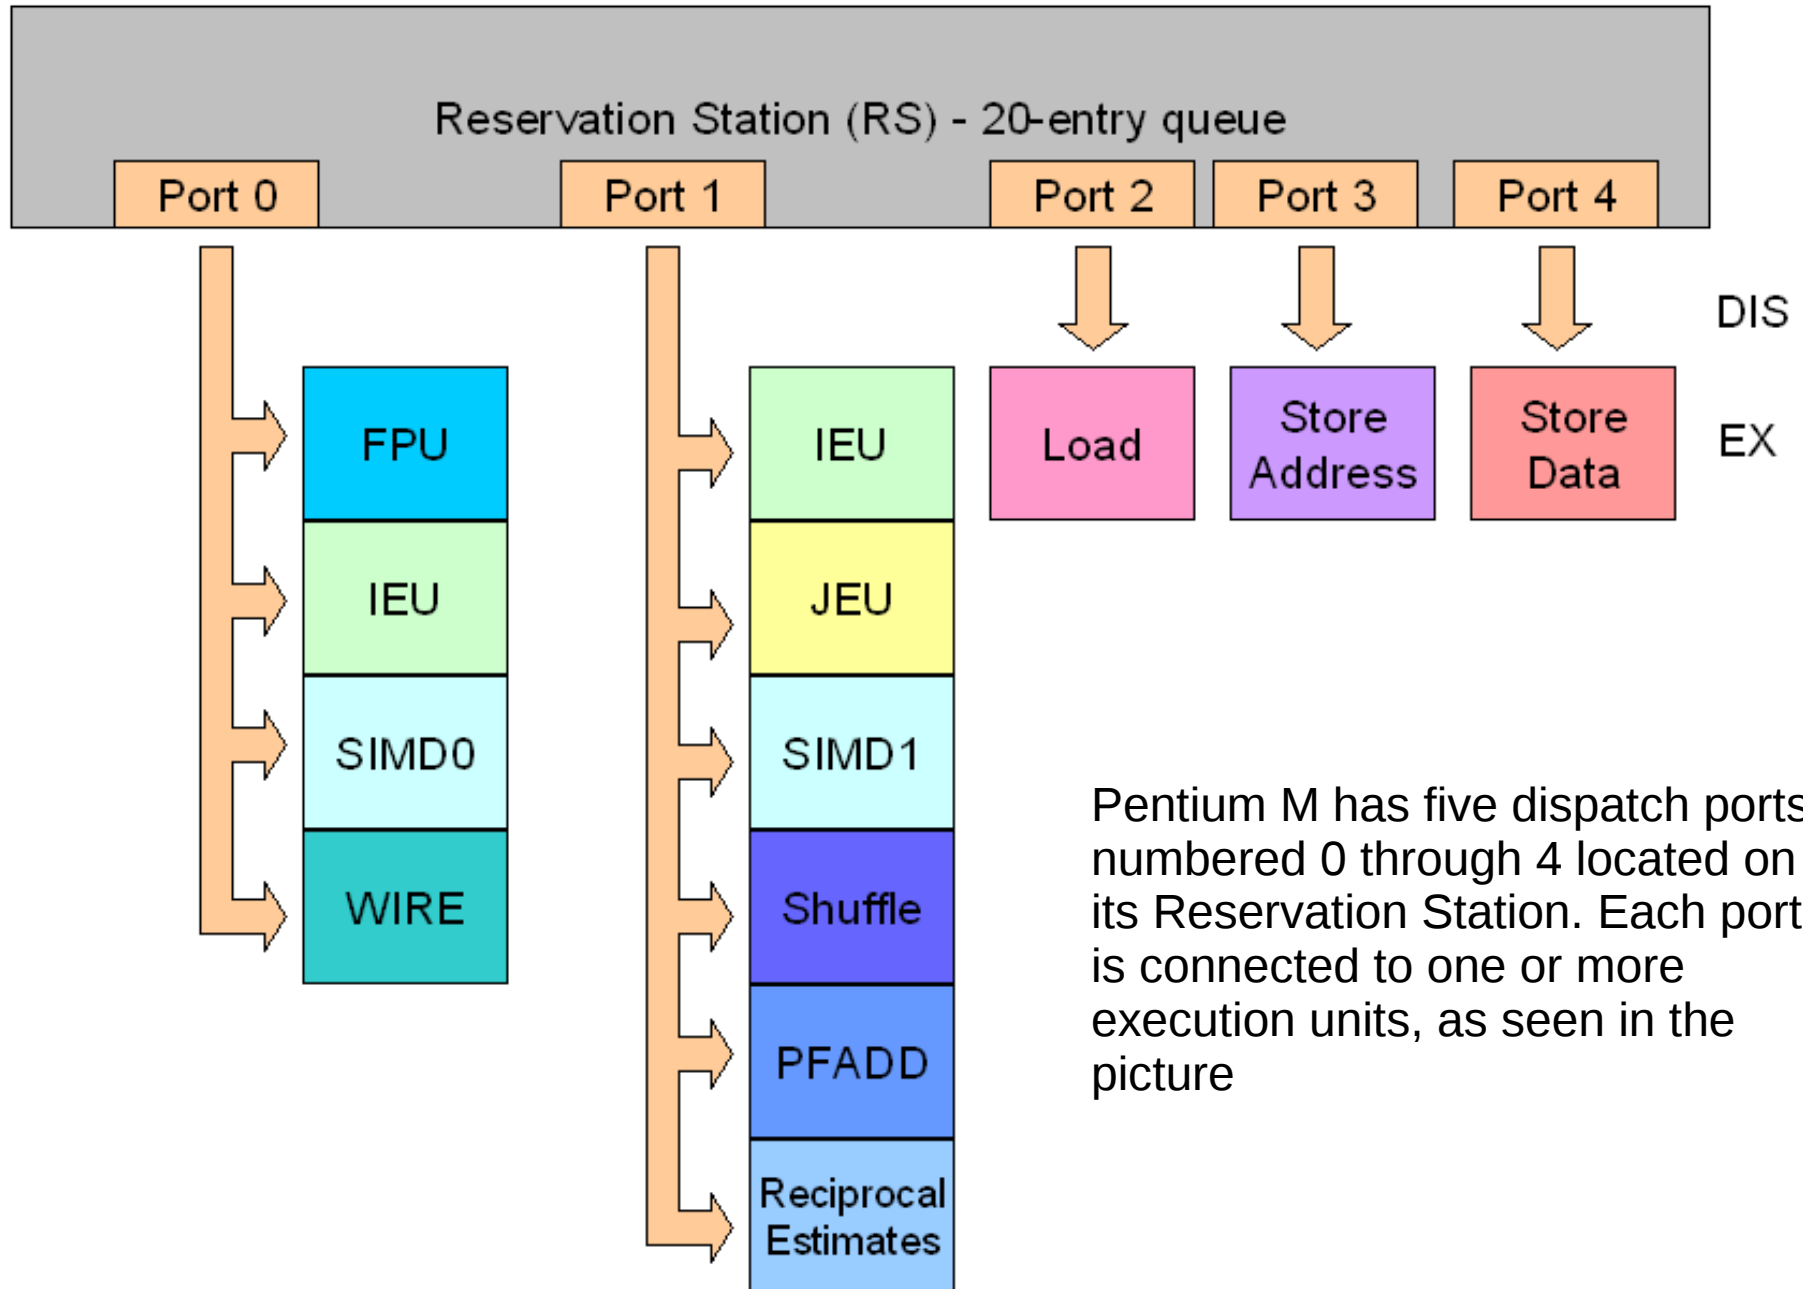 Reservation Station (RS) - 20-entry queue
Port 0
Port 1
Port 2
Port 3
Port 4
DIS
FPU
IEU
SIMD0
WIRE
IEU
JEU
SIMD1
Shuffle
PFADD
Reciprocal
Estimates
Load
Store
Address
Store
Data
EX
Pentium M has five dispatch ports
numbered 0 through 4 located on
its Reservation Station. Each port
is connected to one or more
execution units, as seen in the
picture